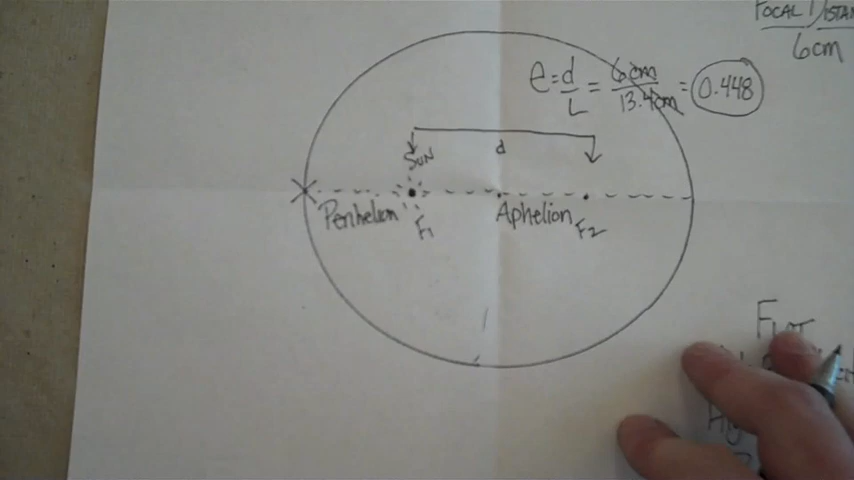 FOCAL DISTAN
6cm
e = d/L = 6cm/13.4cm = 0.448
d
SUN
Perihelion
F1
Aphelion
F2